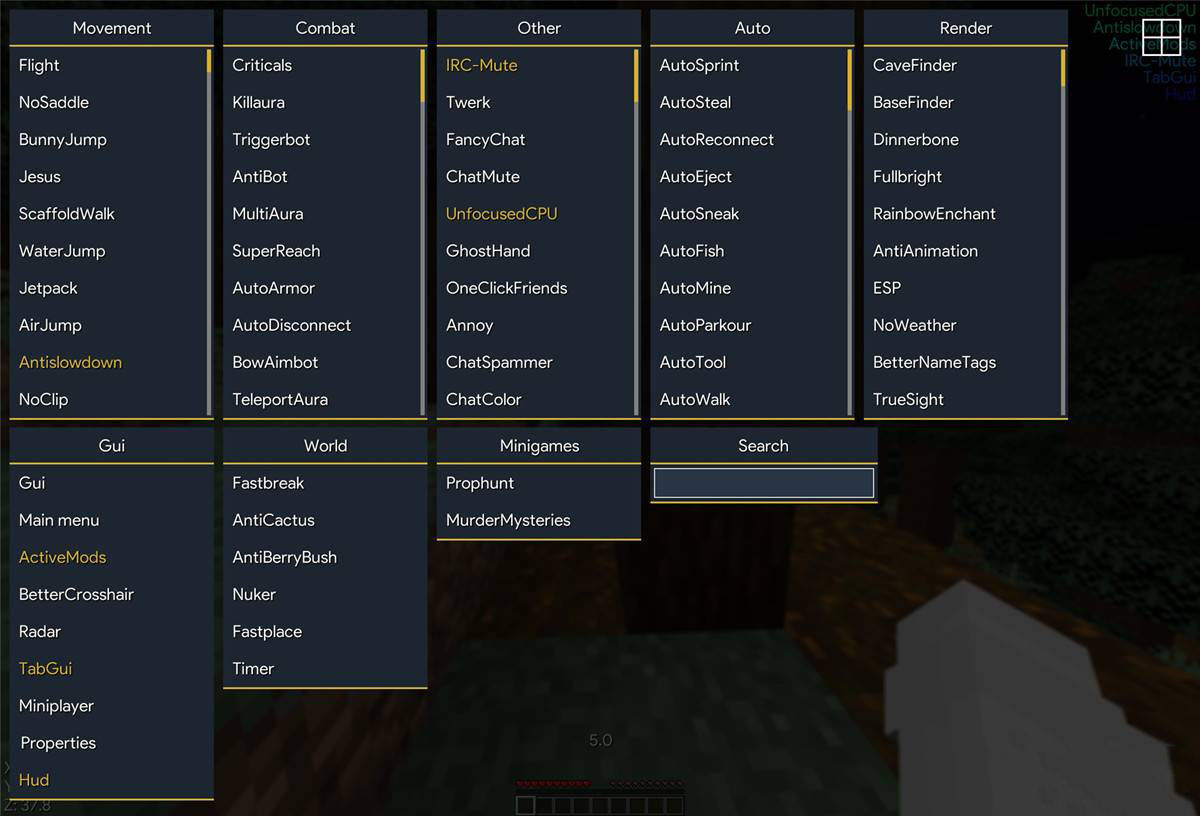 Movement
Flight
NoSaddle
BunnyJump
Jesus
ScaffoldWalk
WaterJump
Jetpack
AirJump
Antislowdown
NoClip
Combat
Criticals
Killaura
Triggerbot
AntiBot
MultiAura
SuperReach
AutoArmor
AutoDisconnect
BowAimbot
TeleportAura
Other
IRC-Mute
Twerk
FancyChat
ChatMute
UnfocusedCPU
GhostHand
OneClickFriends
Annoy
ChatSpammer
ChatColor
Auto
AutoSprint
AutoSteal
AutoReconnect
AutoEject
AutoSneak
AutoFish
AutoMine
AutoParkour
AutoTool
AutoWalk
Render
CaveFinder
BaseFinder
Dinnerbone
Fullbright
RainbowEnchant
AntiAnimation
ESP
NoWeather
BetterNameTags
TrueSight
UnfocusedCPU
Antislowdown
ActiveMods
IRC-Mute
TabGui
Hud
Gui
Gui
Main menu
ActiveMods
BetterCrosshair
Radar
TabGui
Miniplayer
Properties
Hud
World
Fastbreak
AntiCactus
AntiBerryBush
Nuker
Fastplace
Timer
Minigames
Prophunt
MurderMysteries
Search
5.0
Z: 37.8